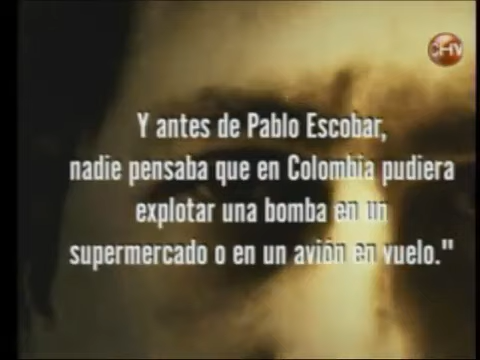 CHV
Y antes de Pablo Escobar,
nadie pensaba que en Colombia pudiera
explotar una bomba en un
supermercado o en un avión en vuelo."